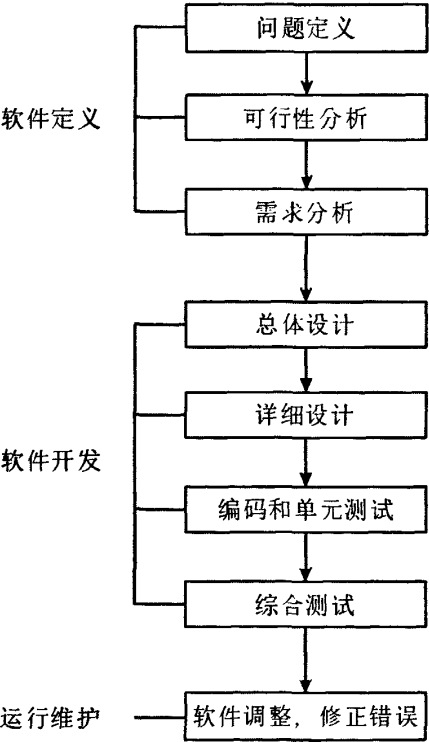 问题定义
软件定义
可行性分析
需求分析
总体设计
详细设计
软件开发
编码和单元测试
综合测试
运行维护
软件调整，修正错误